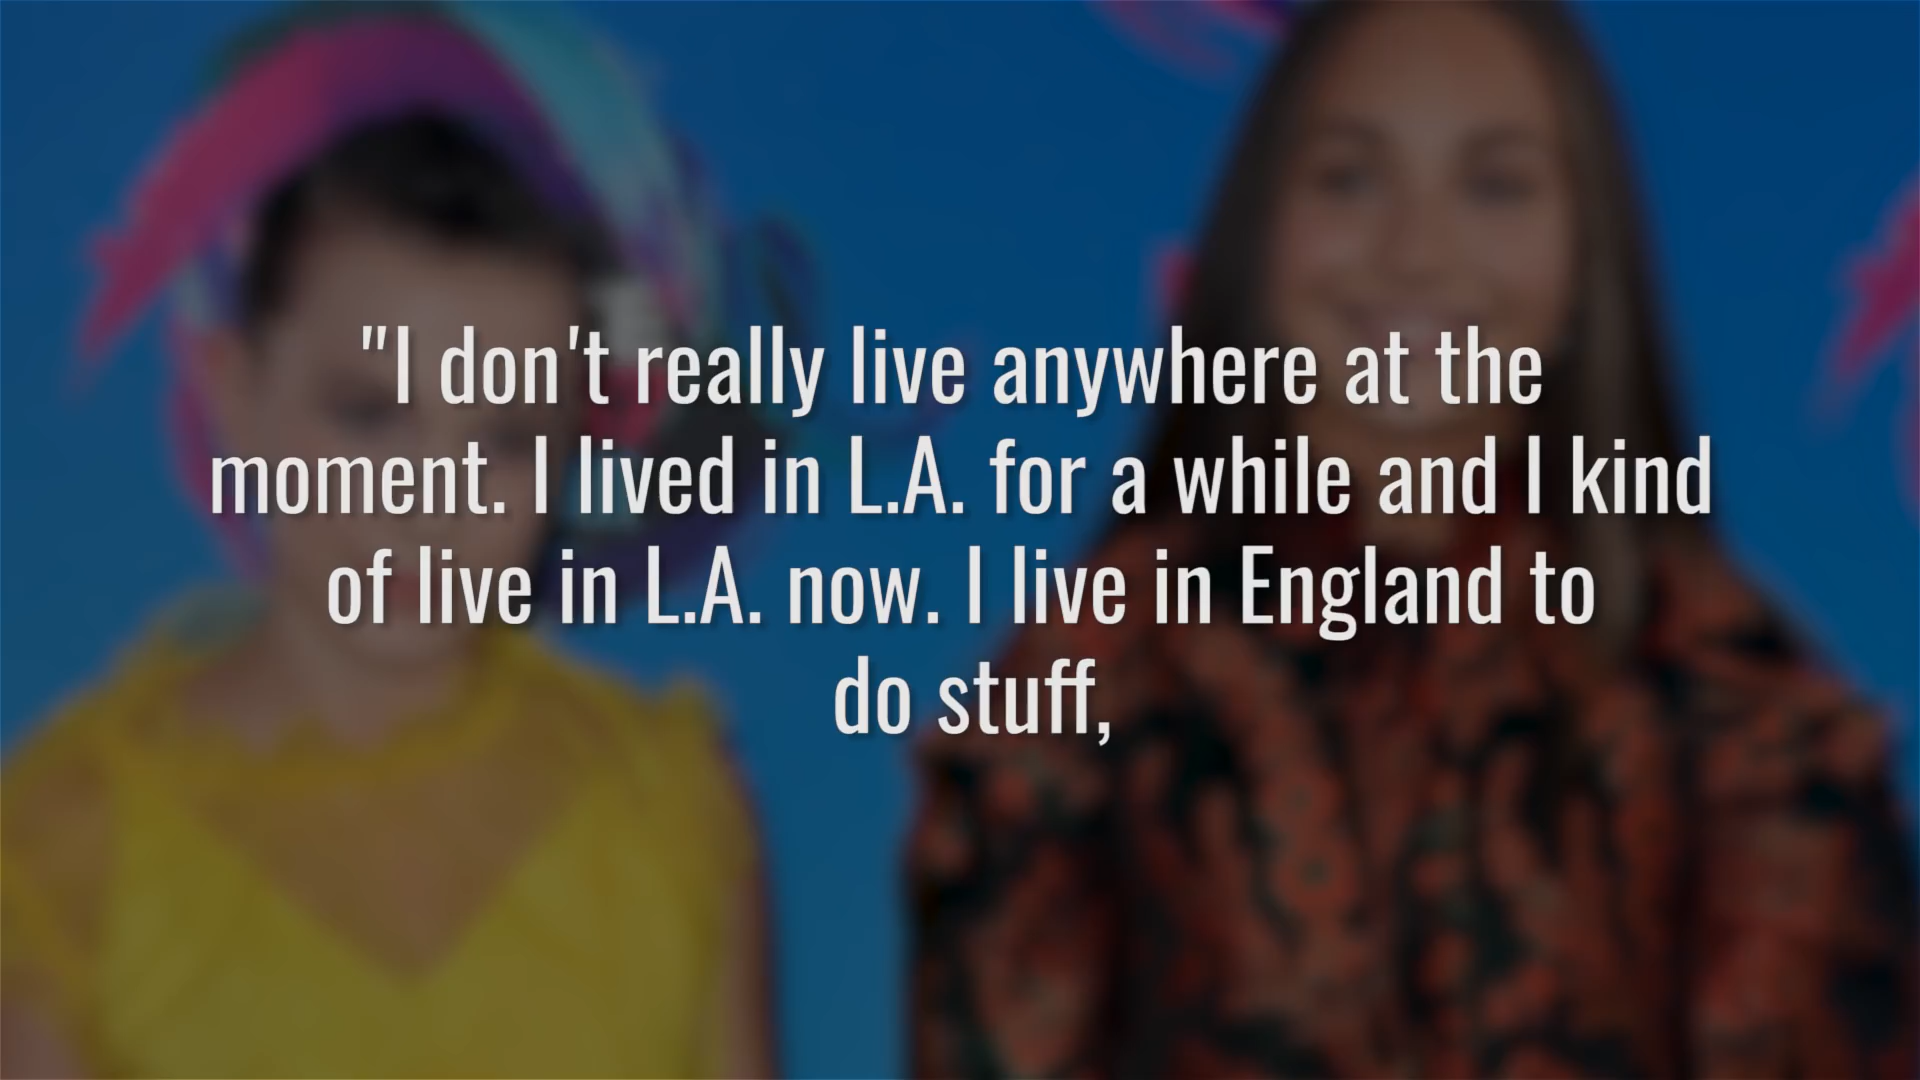 "I don't really live anywhere at the
moment. I lived in L.A. for a while and I kind
of live in L.A. now. I live in England to
do stuff,